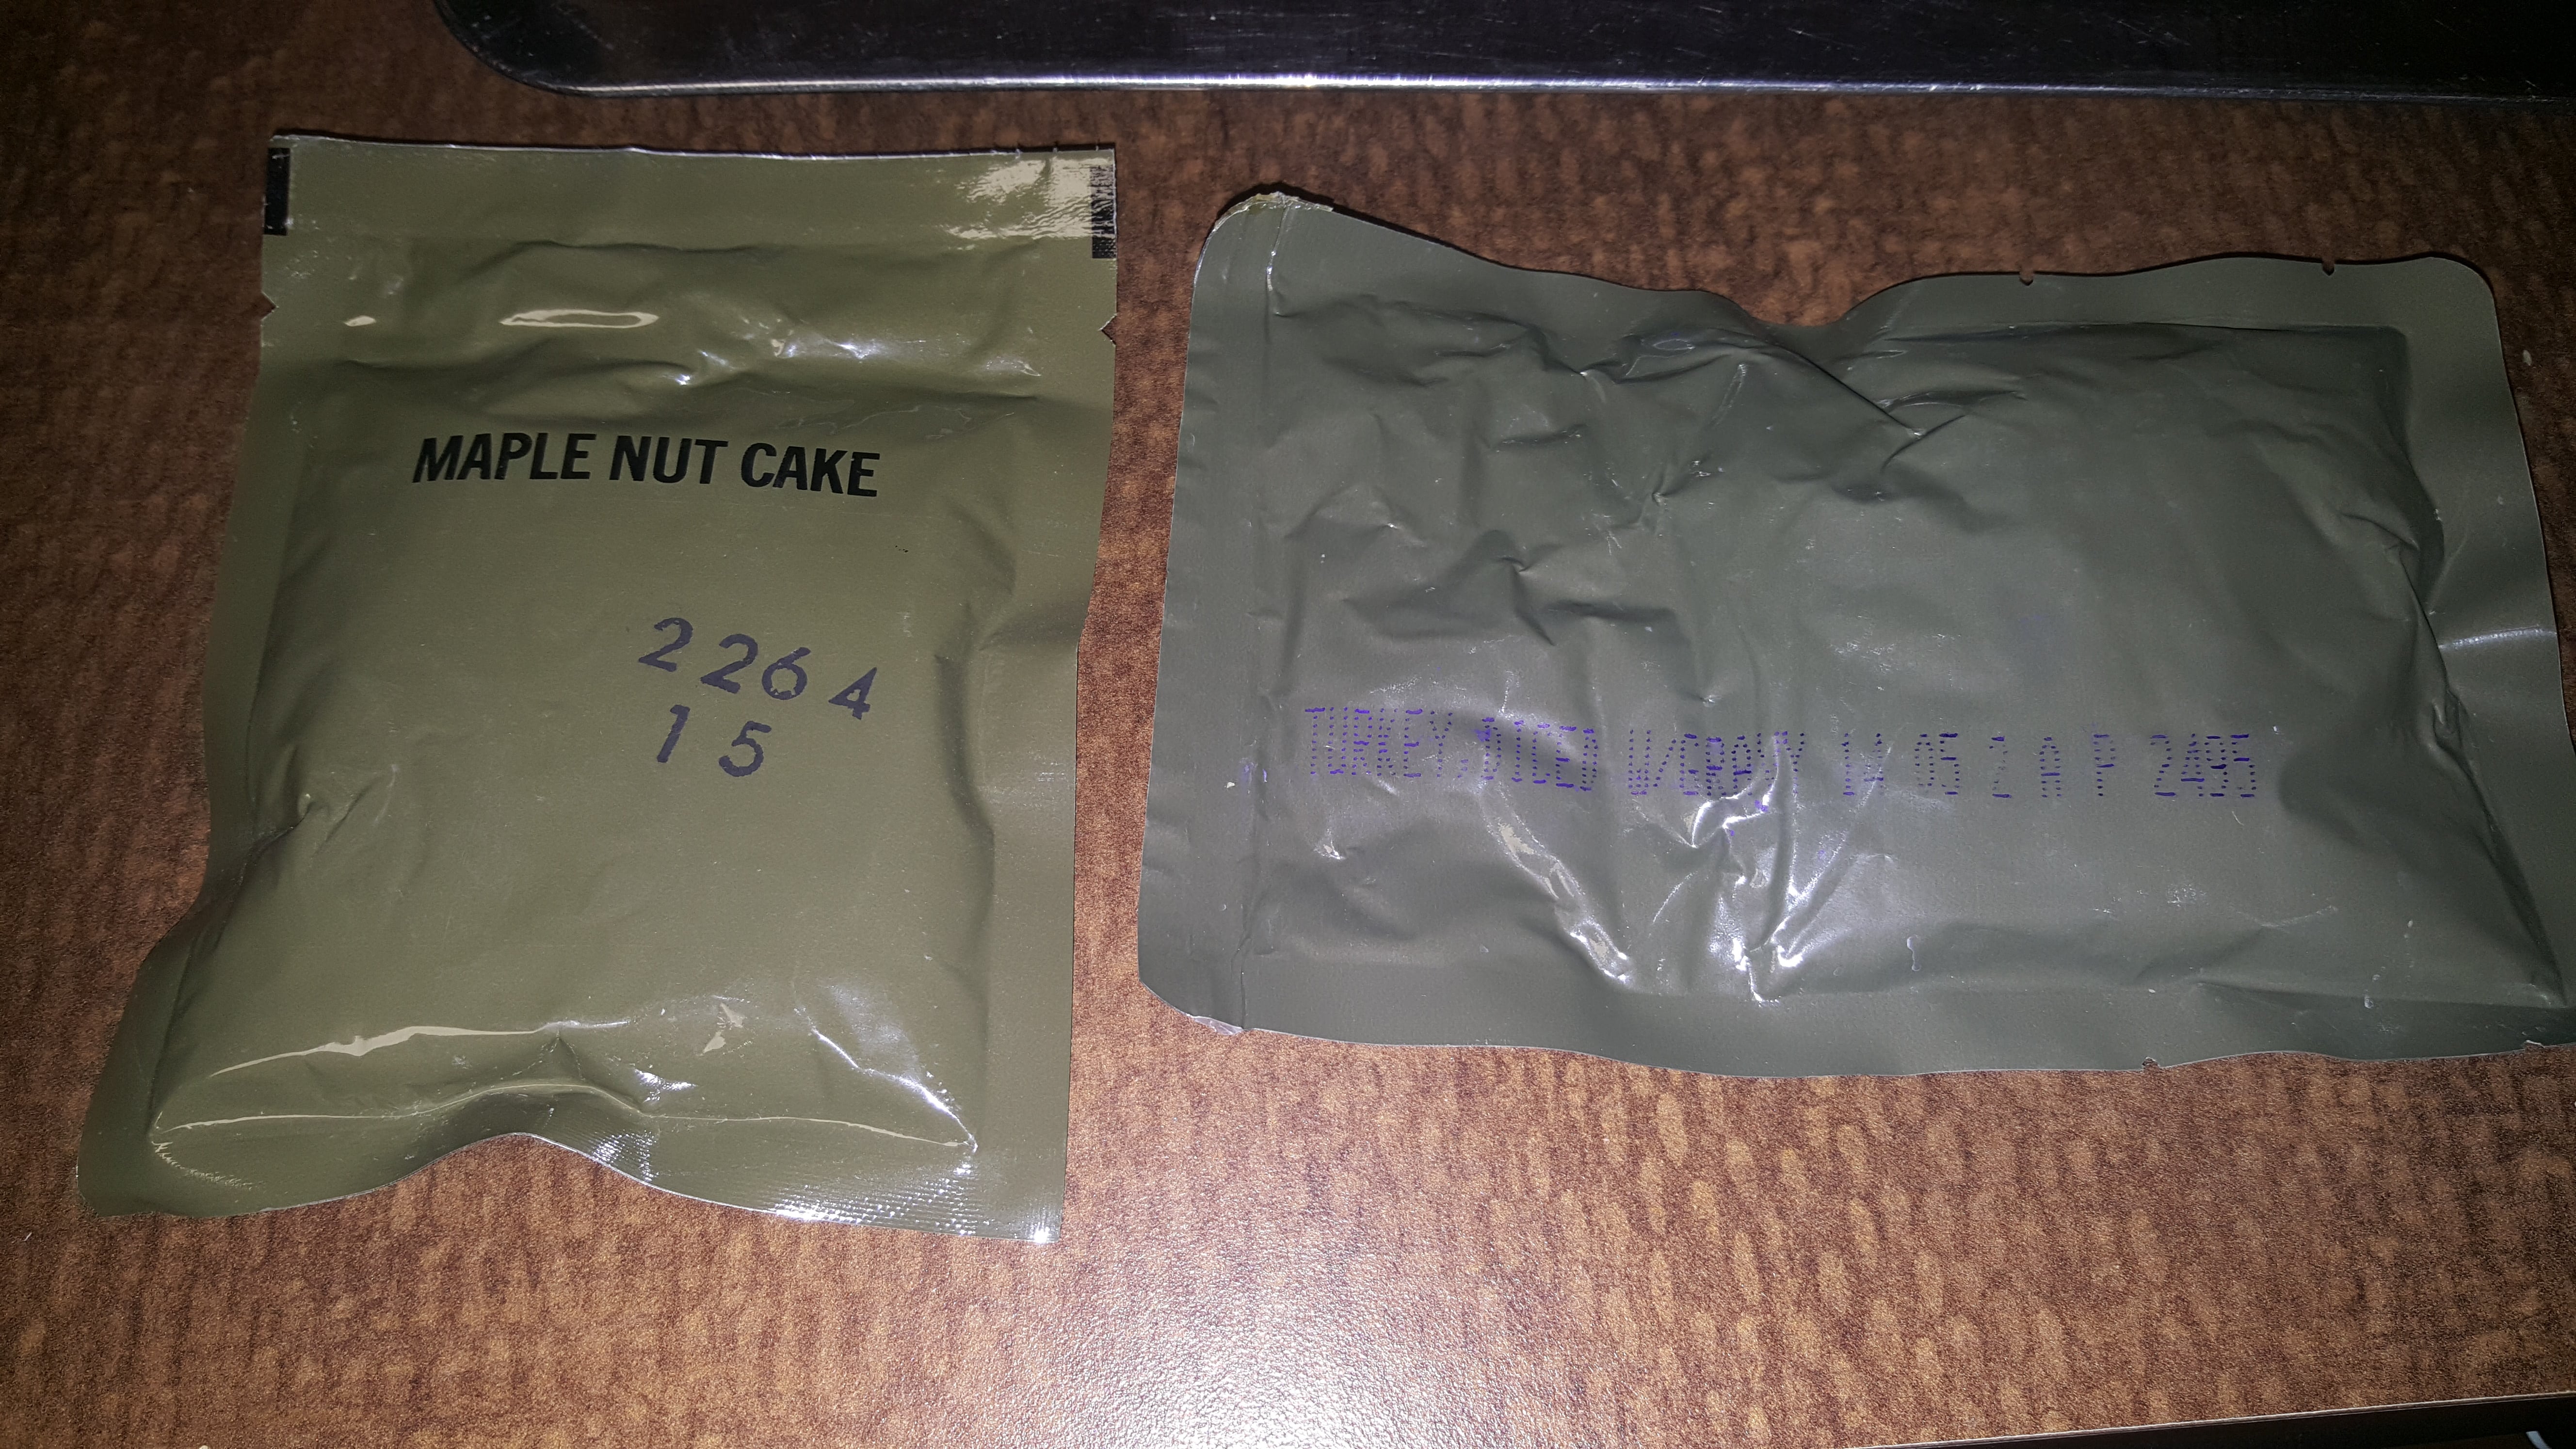 MAPLE NUT CAKE
2264
15
TURKEY, DICED W/GRAVY 14 05 2 A P 2495